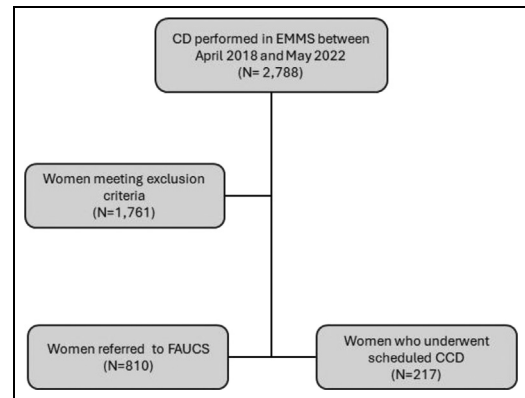 CD performed in EMMS between
April 2018 and May 2022
(N= 2,788)
Women meeting exclusion
criteria
(N=1,761)
Women referred to FAUCS
(N=810)
Women who underwent
scheduled CCD
(N=217)